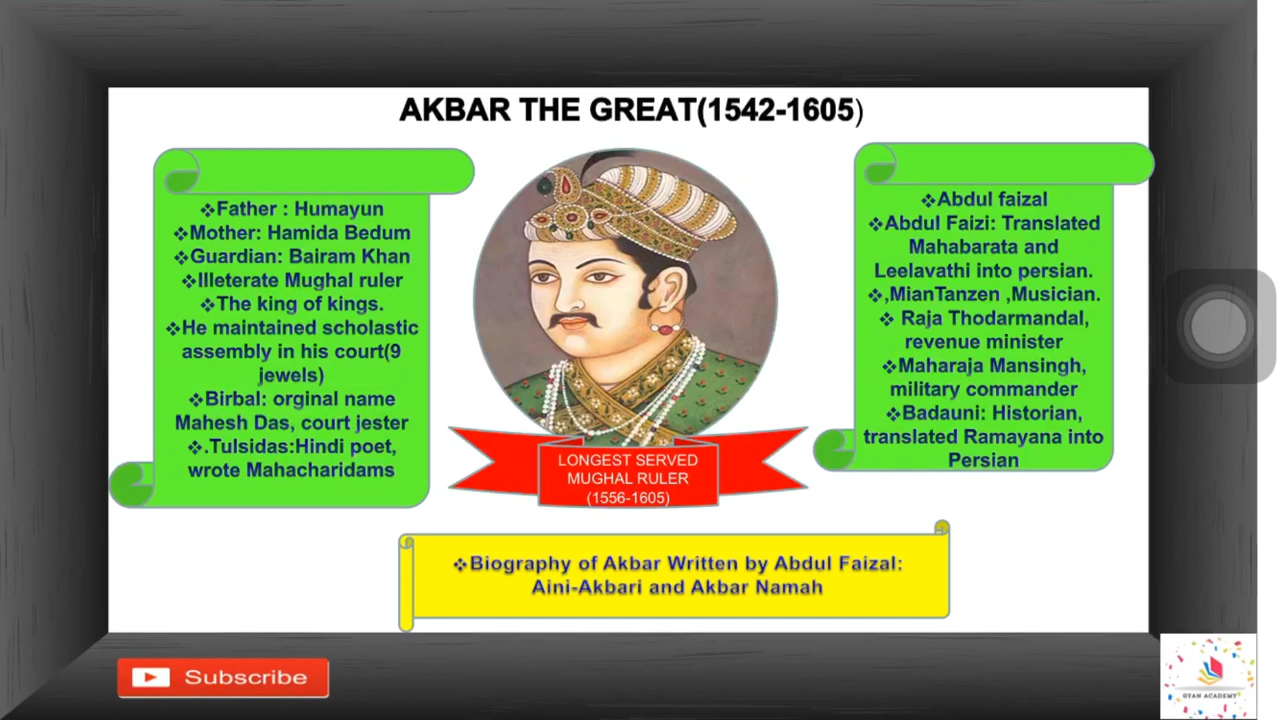 AKBAR THE GREAT(1542-1605)
❖Father : Humayun
❖Mother: Hamida Bedum
❖Guardian: Bairam Khan
❖Illeterate Mughal ruler
❖The king of kings.
❖He maintained scholastic
assembly in his court(9
jewels)
❖Birbal: orginal name
Mahesh Das, court jester
❖.Tulsidas:Hindi poet,
wrote Mahacharidams
LONGEST SERVED
MUGHAL RULER
(1556-1605)
❖Abdul faizal
❖Abdul Faizi: Translated
Mahabarata and
Leelavathi into persian.
❖,MianTanzen ,Musician.
❖ Raja Thodarmandal,
revenue minister
❖Maharaja Mansingh,
military commander
❖Badauni: Historian,
translated Ramayana into
Persian
❖Biography of Akbar Written by Abdul Faizal:
Aini-Akbari and Akbar Namah
Subscribe
GYAN ACADEMY